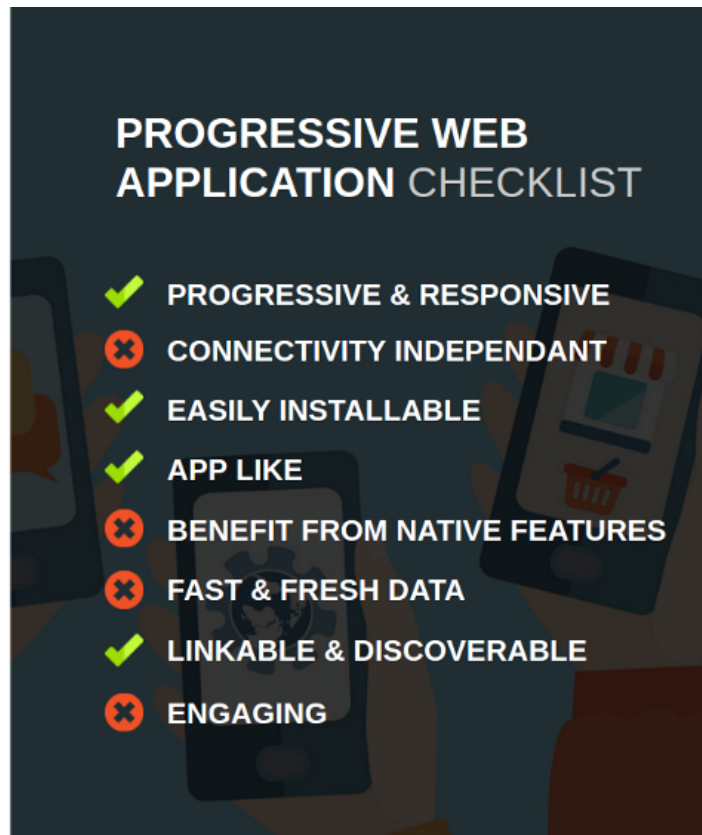 PROGRESSIVE WEB
APPLICATION CHECKLIST
PROGRESSIVE & RESPONSIVE
CONNECTIVITY INDEPENDANT
EASILY INSTALLABLE
APP LIKE
BENEFIT FROM NATIVE FEATURES
FAST & FRESH DATA
LINKABLE & DISCOVERABLE
ENGAGING